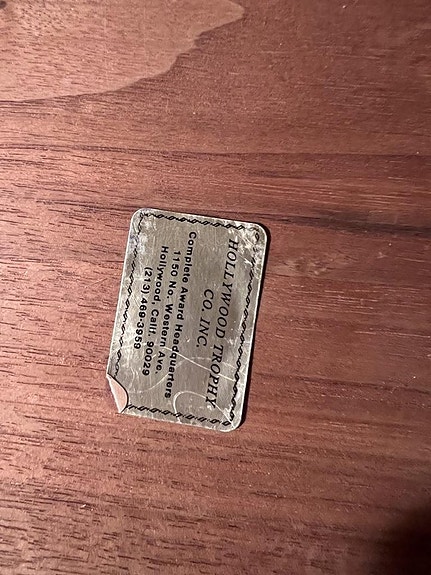 HOLLYWOOD TROPHY
CO. INC.
Complete Award Headquarters
1150 No. Western Ave.
Hollywood, Calif. 90029
(213) 469-3959